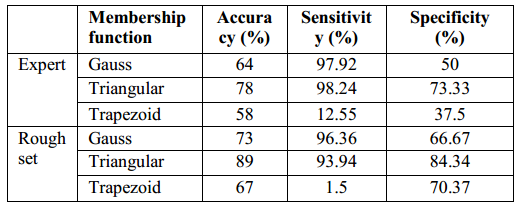 Membership function Accura cy (%) Sensitivit y (%) Specificity (%)
Expert Gauss 64 97.92 50
Triangular 78 98.24 73.33
Trapezoid 58 12.55 37.5
Rough set Gauss 73 96.36 66.67
Triangular 89 93.94 84.34
Trapezoid 67 1.5 70.37